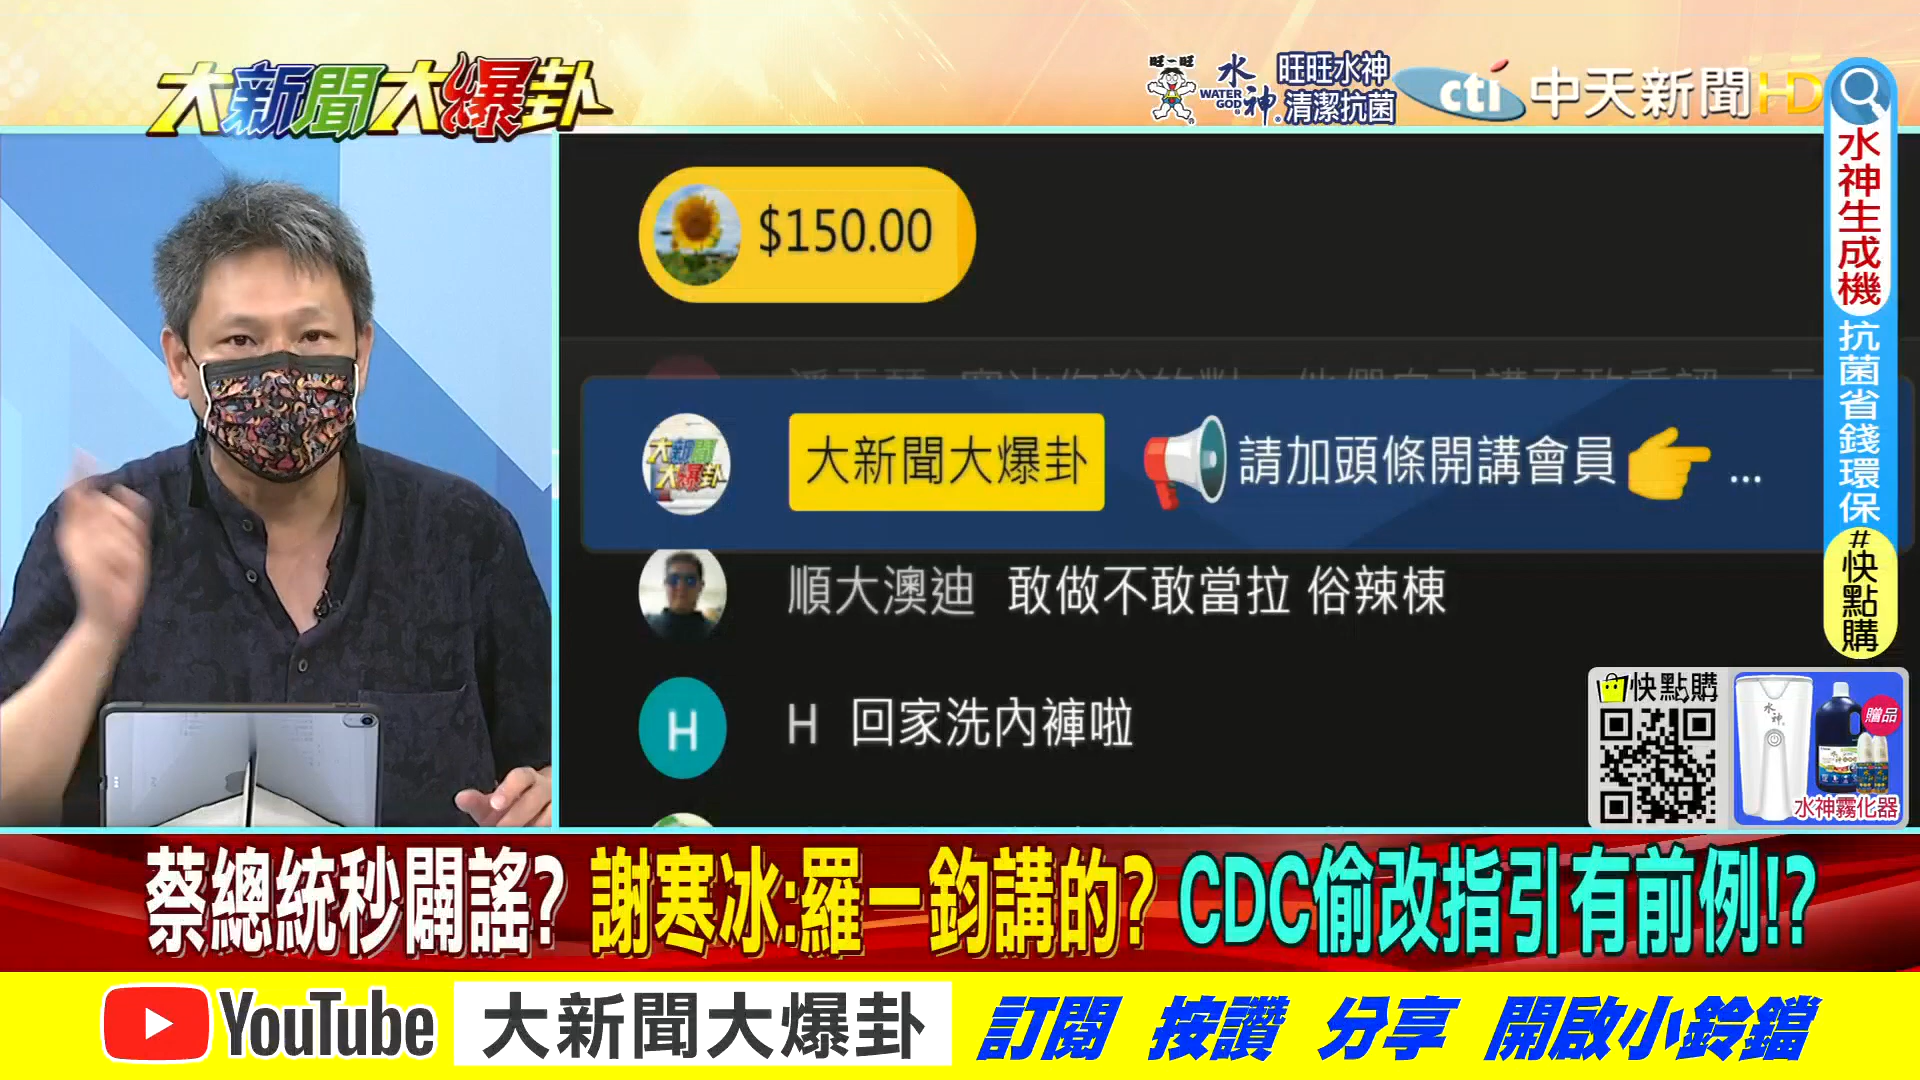 大新聞大爆卦
旺一旺
水神
WATER GOD
旺旺水神
清潔抗菌
cti 中天新聞HD
水神生成機 抗菌省錢環保 #快點購
$150.00
大新聞大爆卦
大新聞大爆卦 請加頭條開講會員 ...
順大澳迪 敢做不敢當拉 俗辣棟
H H 回家洗內褲啦
快點購
水神
贈品
水神霧化器
蔡總統秒闢謠? 謝寒冰:羅一鈞講的? CDC偷改指引有前例!?
YouTube 大新聞大爆卦 訂閱 按讚 分享 開啟小鈴鐺